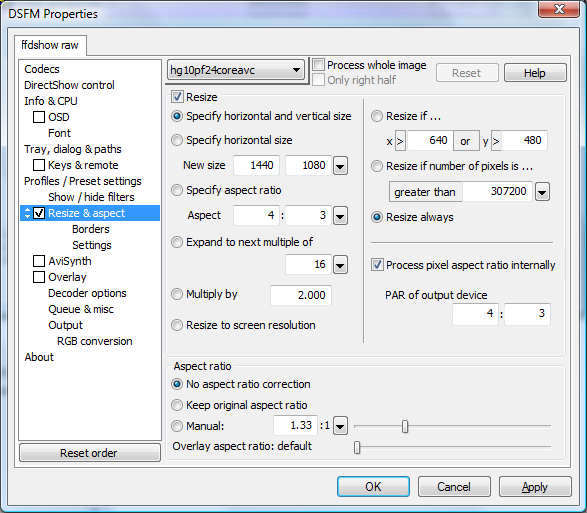 DSFM Properties
ffdshow raw
Codecs
DirectShow control
Info & CPU
OSD
Font
Tray, dialog & paths
Keys & remote
Profiles / Preset settings
Show / hide filters
Resize & aspect
Borders
Settings
AviSynth
Overlay
Decoder options
Queue & misc
Output
RGB conversion
About
Reset order
hg10pf24coreavc
Process whole image
Only right half
Reset
Help
Resize
Specify horizontal and vertical size
Specify horizontal size
New size 1440 1080
Specify aspect ratio
Aspect 4 : 3
Expand to next multiple of
16
Multiply by 2.000
Resize to screen resolution
Resize if ...
x > 640 or y > 480
Resize if number of pixels is ...
greater than 307200
Resize always
Process pixel aspect ratio internally
PAR of output device
4 : 3
Aspect ratio
No aspect ratio correction
Keep original aspect ratio
Manual: 1.33 :1
Overlay aspect ratio: default
OK Cancel Apply